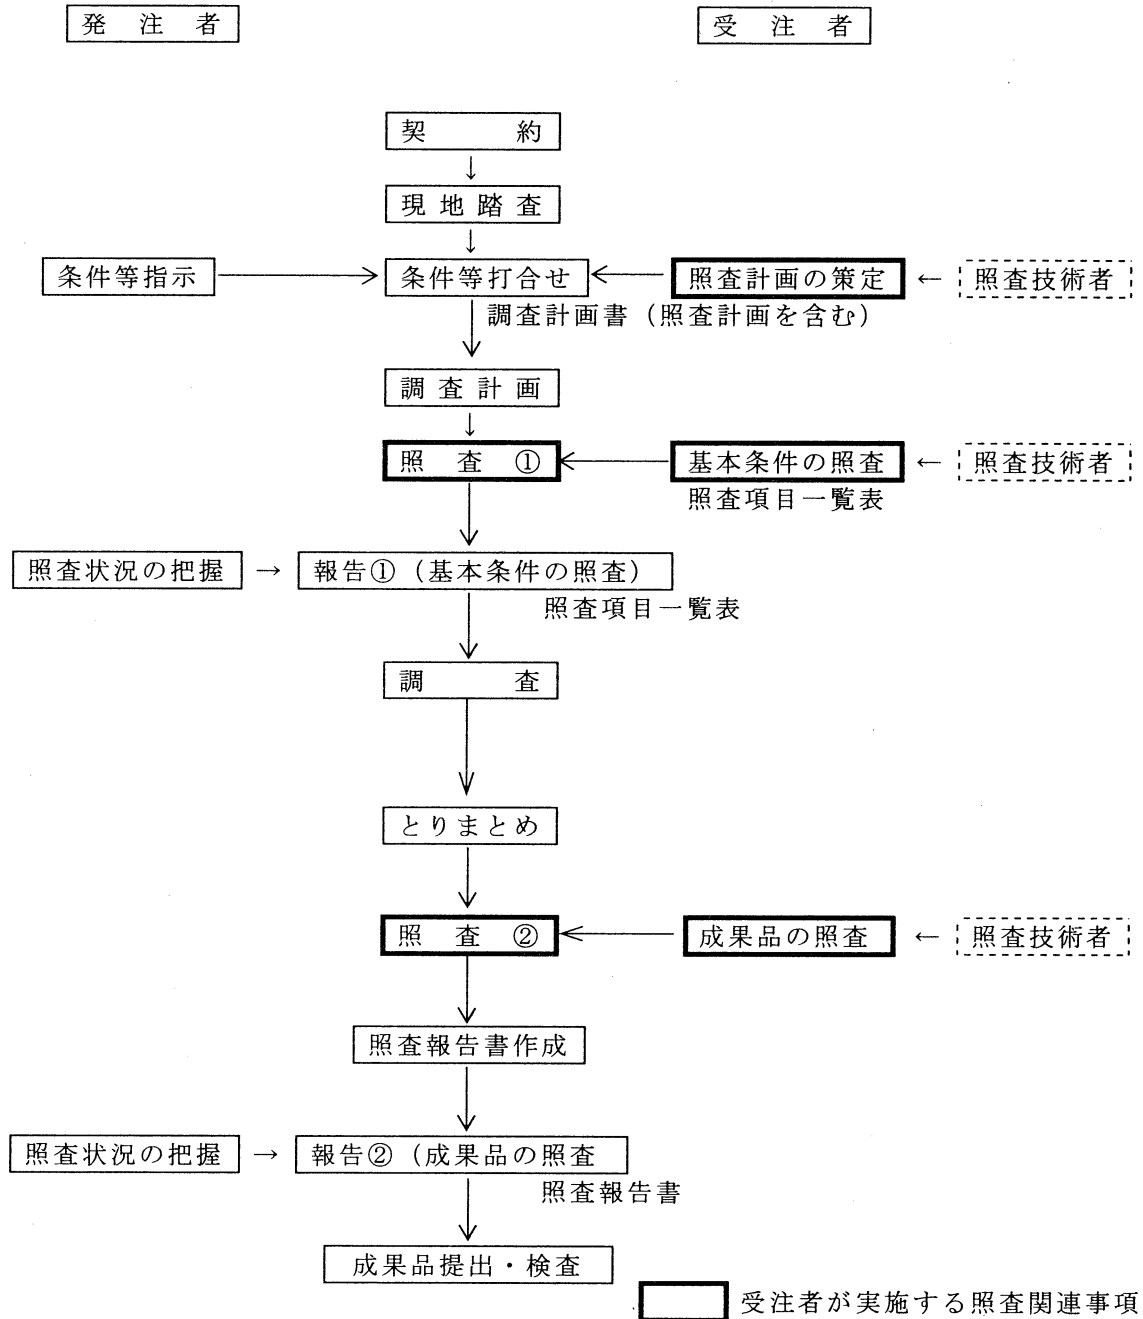 発注者 受注者
契約
↓
現地踏査
↓
条件等指示 → 条件等打合せ ← 照査計画の策定 ← 照査技術者
調査計画書（照査計画を含む）
↓
調査計画
↓
照査① ← 基本条件の照査 ← 照査技術者
照査項目一覧表
↓
照査状況の把握 → 報告①（基本条件の照査）
照査項目一覧表
↓
調査
↓
とりまとめ
↓
照査② ← 成果品の照査 ← 照査技術者
↓
照査報告書作成
↓
照査状況の把握 → 報告②（成果品の照査
照査報告書
↓
成果品提出・検査
受注者が実施する照査関連事項